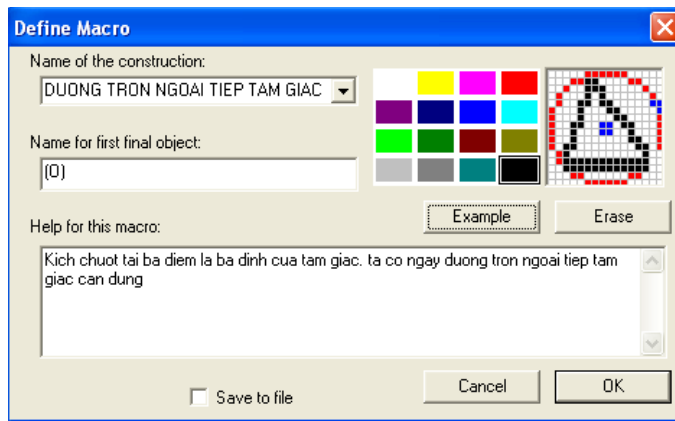 Define Macro
Name of the construction:
DUONG TRON NGOAI TIEP TAM GIAC
Name for first final object:
(O)
Example
Erase
Help for this macro:
Kich chuot tai ba diem la ba dinh cua tam giac. ta co ngay duong tron ngoai tiep tam
giac can dung
Save to file
Cancel
OK